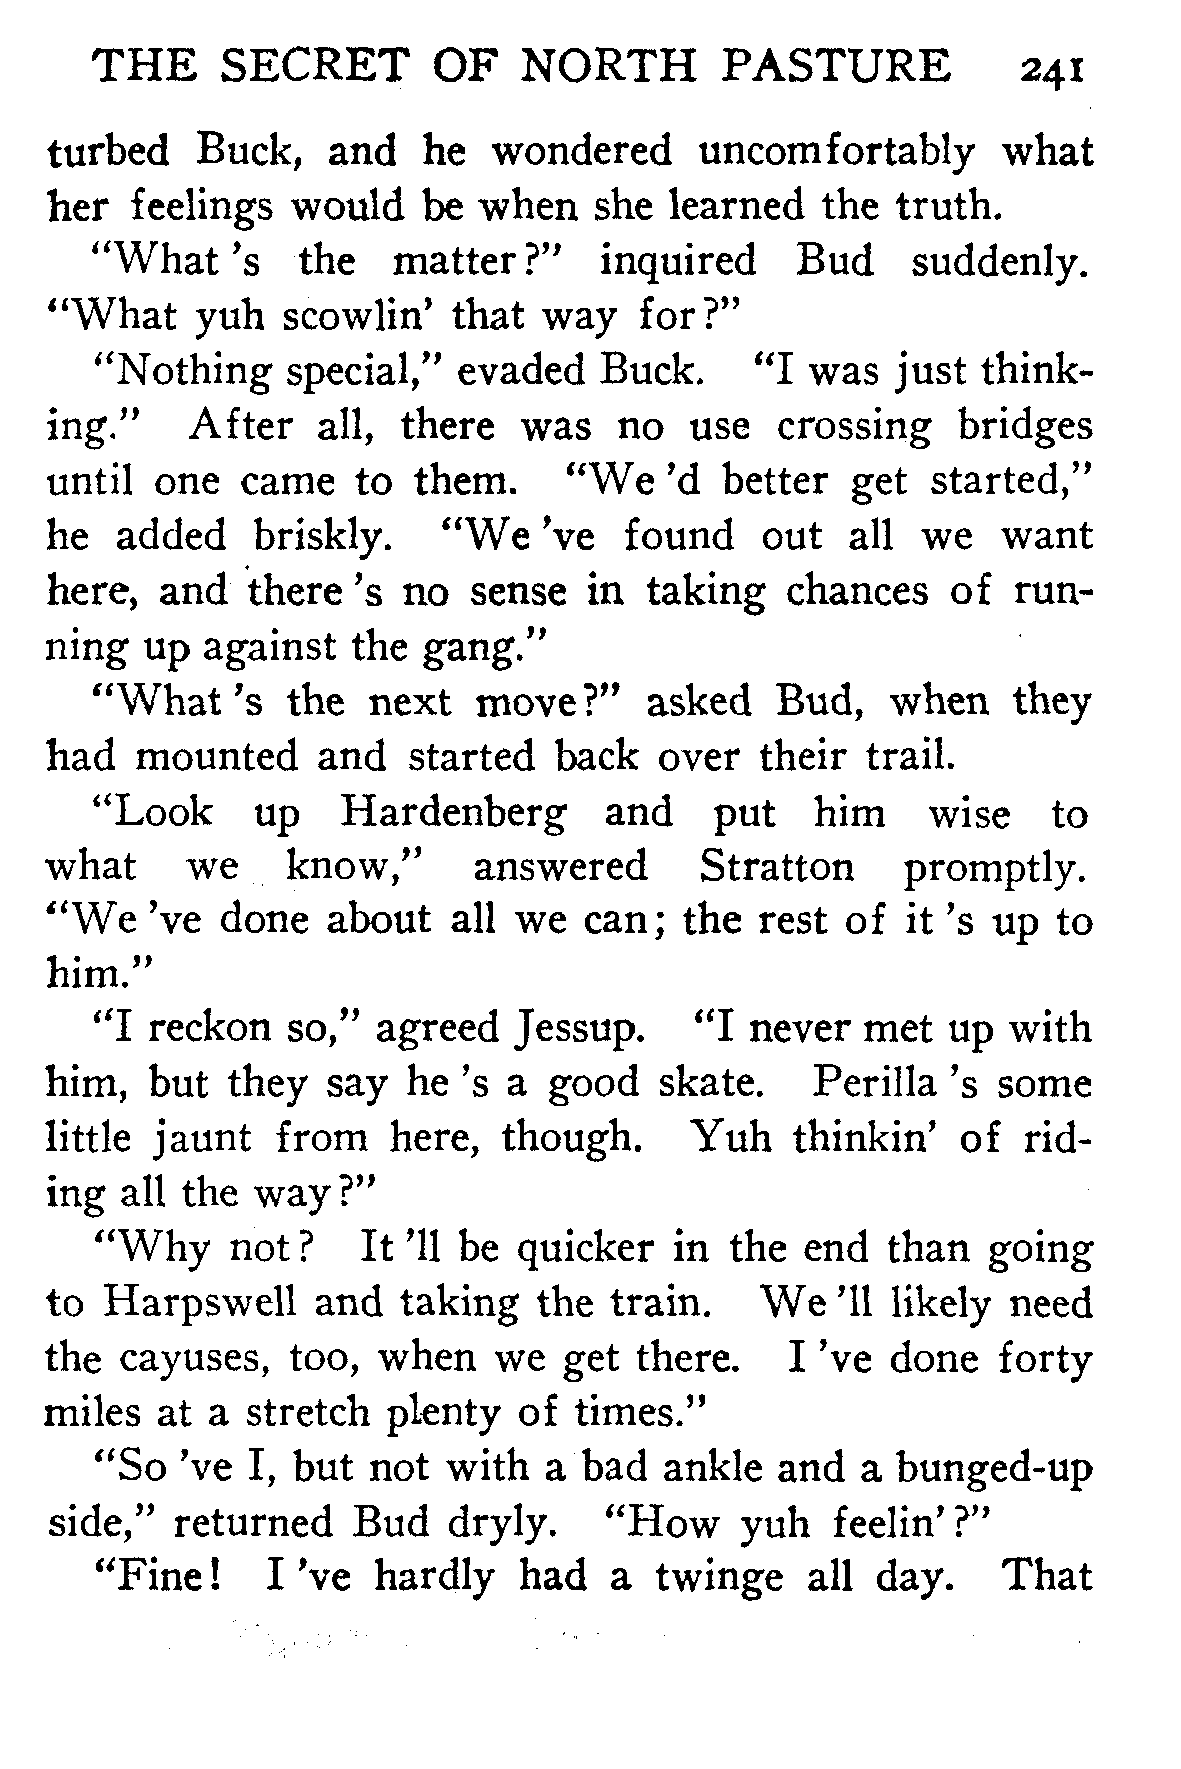 THE SECRET OF NORTH PASTURE 241
turbed Buck, and he wondered uncomfortably what
her feelings would be when she learned the truth.
“What ’s the matter?” inquired Bud suddenly.
“What yuh scowlin’ that way for?”
“Nothing special,” evaded Buck. “I was just think-
ing.” After all, there was no use crossing bridges
until one came to them. “We ’d better get started,”
he added briskly. “We ’ve found out all we want
here, and there ’s no sense in taking chances of run-
ning up against the gang.”
“What ’s the next move?” asked Bud, when they
had mounted and started back over their trail.
“Look up Hardenberg and put him wise to
what we know,” answered Stratton promptly.
“We ’ve done about all we can; the rest of it ’s up to
him.”
“I reckon so,” agreed Jessup. “I never met up with
him, but they say he ’s a good skate. Perilla ’s some
little jaunt from here, though. Yuh thinkin’ of rid-
ing all the way?”
“Why not? It ’ll be quicker in the end than going
to Harpswell and taking the train. We ’ll likely need
the cayuses, too, when we get there. I ’ve done forty
miles at a stretch plenty of times.”
“So ’ve I, but not with a bad ankle and a bunged-up
side,” returned Bud dryly. “How yuh feelin’?”
“Fine! I ’ve hardly had a twinge all day. That